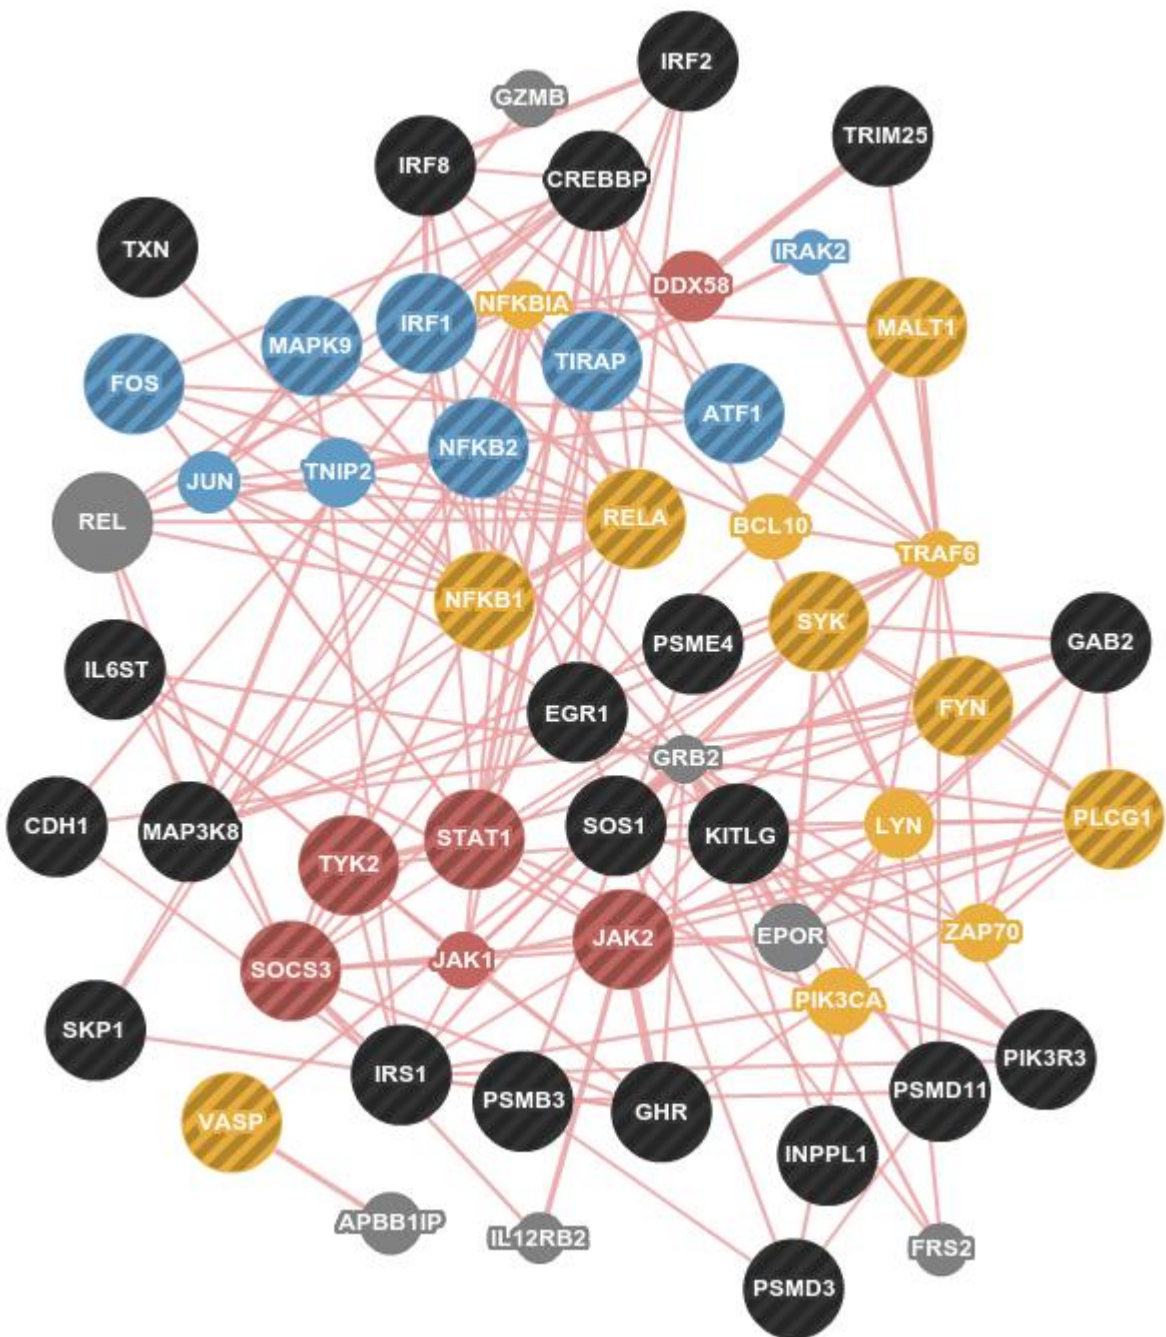 IRF2
GZMB
TRIM25
IRF8
CREBBP
TXN
IRAK2
DDX58
NFKBIA
IRF1
MALT1
MAPK9
TIRAP
FOS
ATF1
NFKB2
TNIP2
JUN
REL
RELA
BCL10
TRAF6
NFKB1
SYK
PSME4
GAB2
IL6ST
FYN
EGR1
GRB2
PLCG1
CDH1
MAP3K8
STAT1
SOS1
KITLG
LYN
TYK2
ZAP70
EPOR
JAK2
JAK1
SOCS3
PIK3CA
SKP1
PIK3R3
IRS1
PSMD11
PSMB3
GHR
VASP
INPPL1
APBB1IP
IL12RB2
FRS2
PSMD3